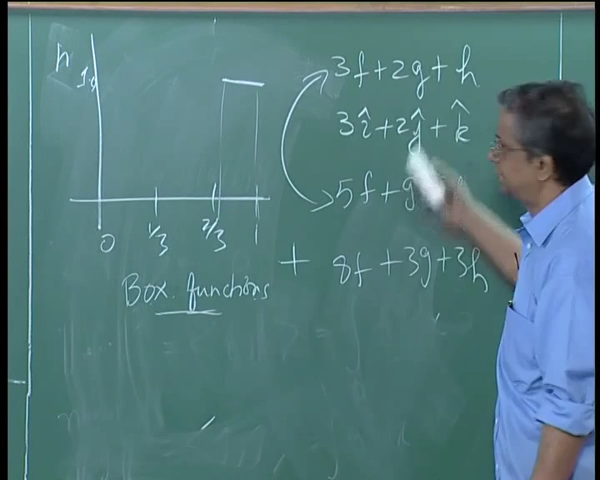 h
1
0 1/3 2/3 1
Box functions
3f+2g+h
3î+2ĵ+k̂
5f+g
+ 8f+3g+3h